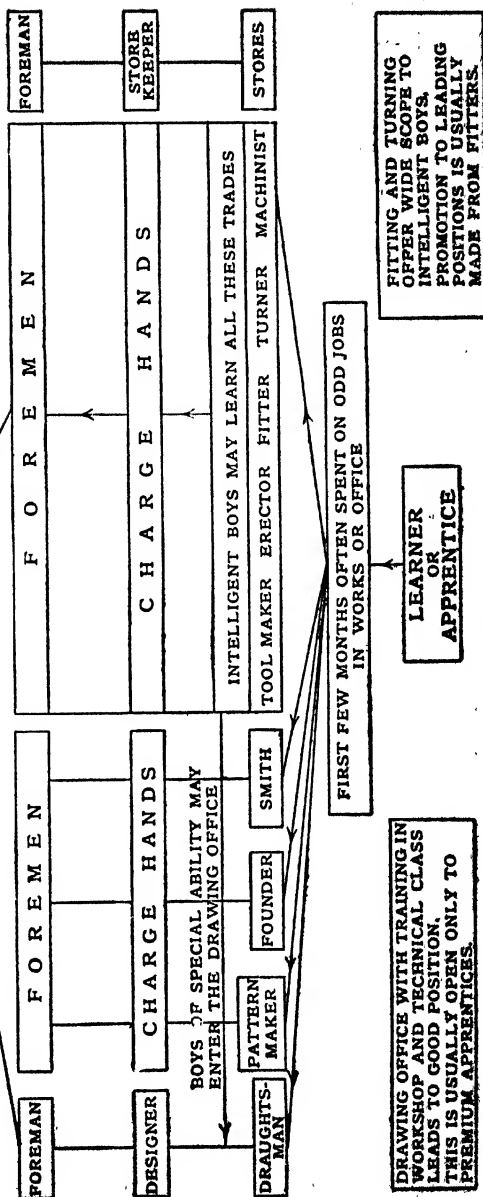 FOREMAN
FOREMEN
FOREMEN
FOREMAN
DESIGNER
CHARGE HANDS
CHARGE HANDS
STORE
KEEPER
BOYS OF SPECIAL ABILITY MAY
ENTER THE DRAWING OFFICE
INTELLIGENT BOYS MAY LEARN ALL THESE TRADES
DRAUGHTS-
MAN
PATTERN
MAKER
FOUNDER
SMITH
TOOL MAKER ERECTOR FITTER TURNER MACHINIST
STORES
FIRST FEW MONTHS OFTEN SPENT ON ODD JOBS
IN WORKS OR OFFICE
DRAWING OFFICE WITH TRAINING IN
WORKSHOP AND TECHNICAL CLASS
LEADS TO GOOD POSITION.
THIS IS USUALLY OPEN ONLY TO
PREMIUM APPRENTICES.
LEARNER
OR
APPRENTICE
FITTING AND TURNING
OFFER WIDE SCOPE TO
INTELLIGENT BOYS.
PROMOTION TO LEADING
POSITIONS IS USUALLY
MADE FROM FITTERS.